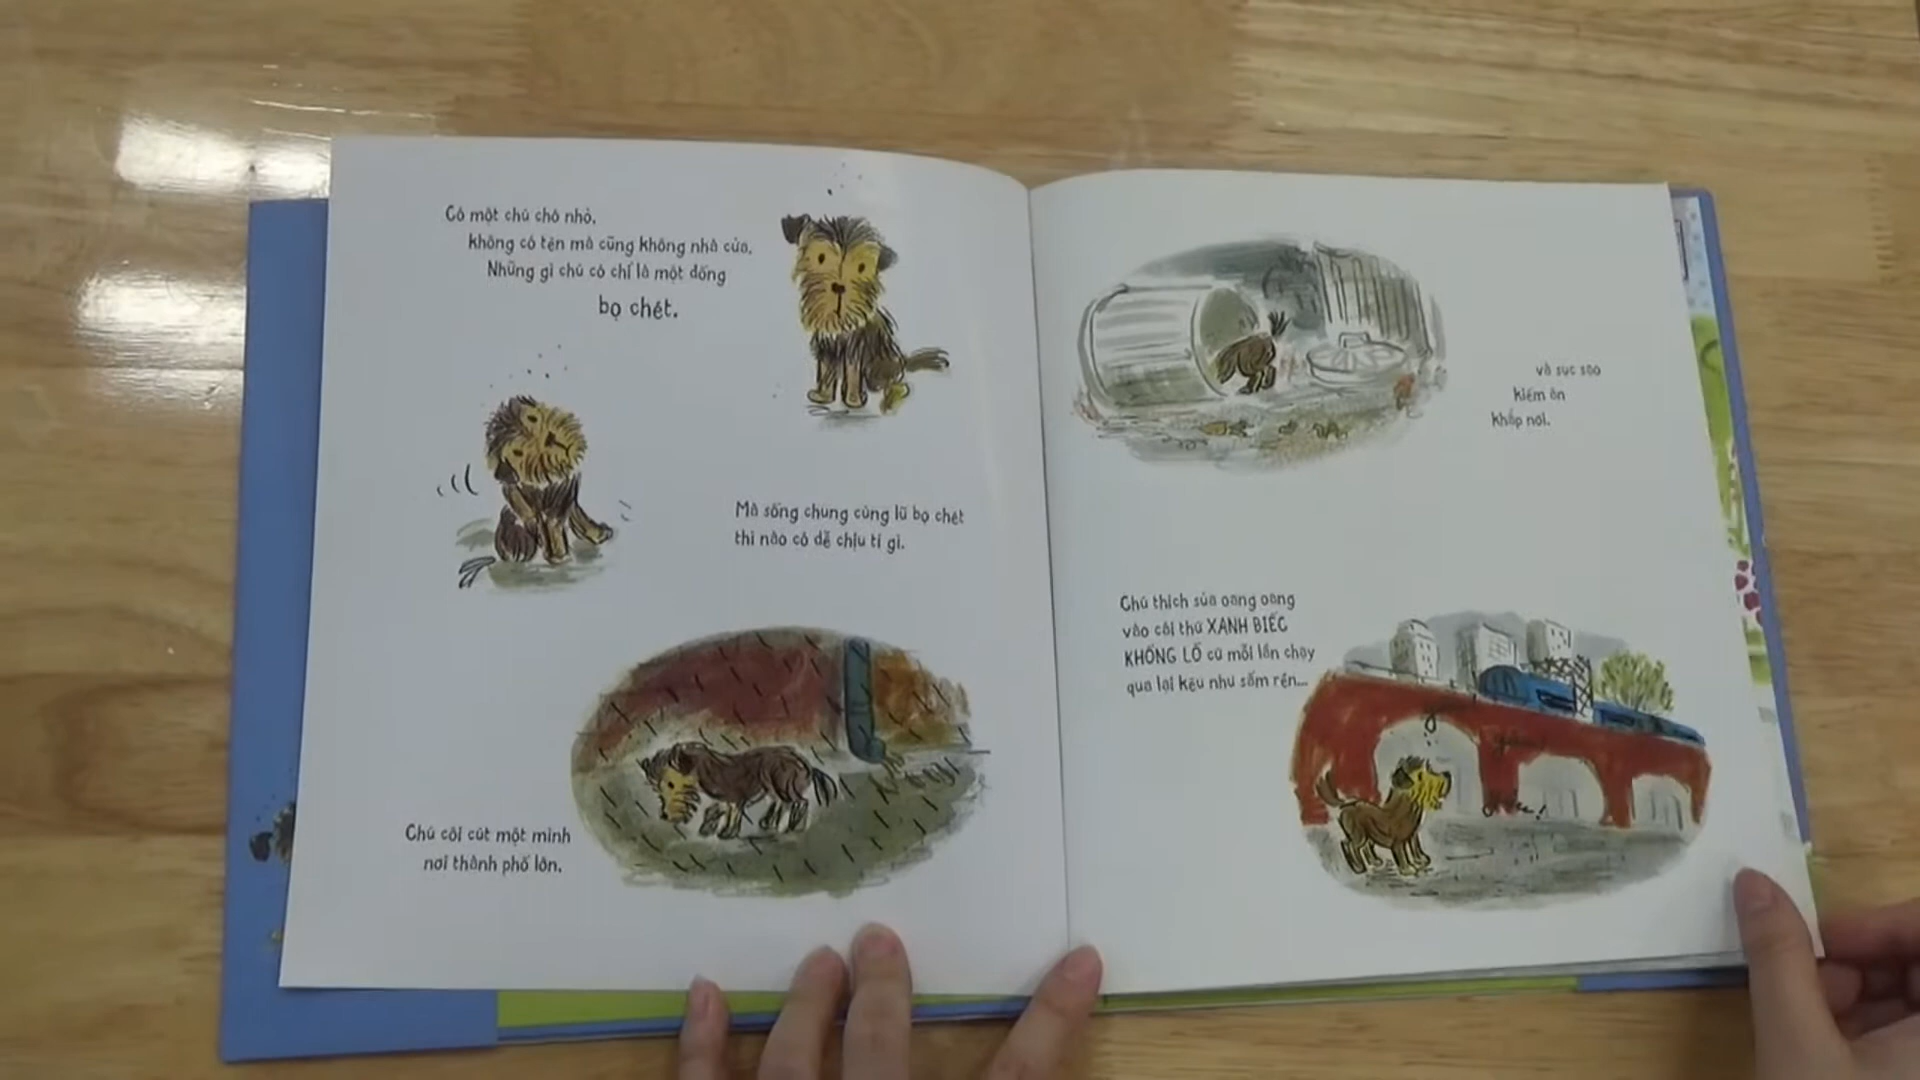 Có một chú chó nhỏ,
không có tên mà cũng không nhà cửa.
Những gì chú có chỉ là một đống
bọ chét.
Mà sống chung cùng lũ bọ chét
thì nào có dễ chịu tí gì.
Chú côi cút một mình
nơi thành phố lớn,
và sục sạo
kiếm ăn
khắp nơi.
Chú thích sủa oang oang
vào cái thứ XANH BIẾC
KHỔNG LỒ cứ mỗi lần chạy
qua lại kêu như sấm rền...